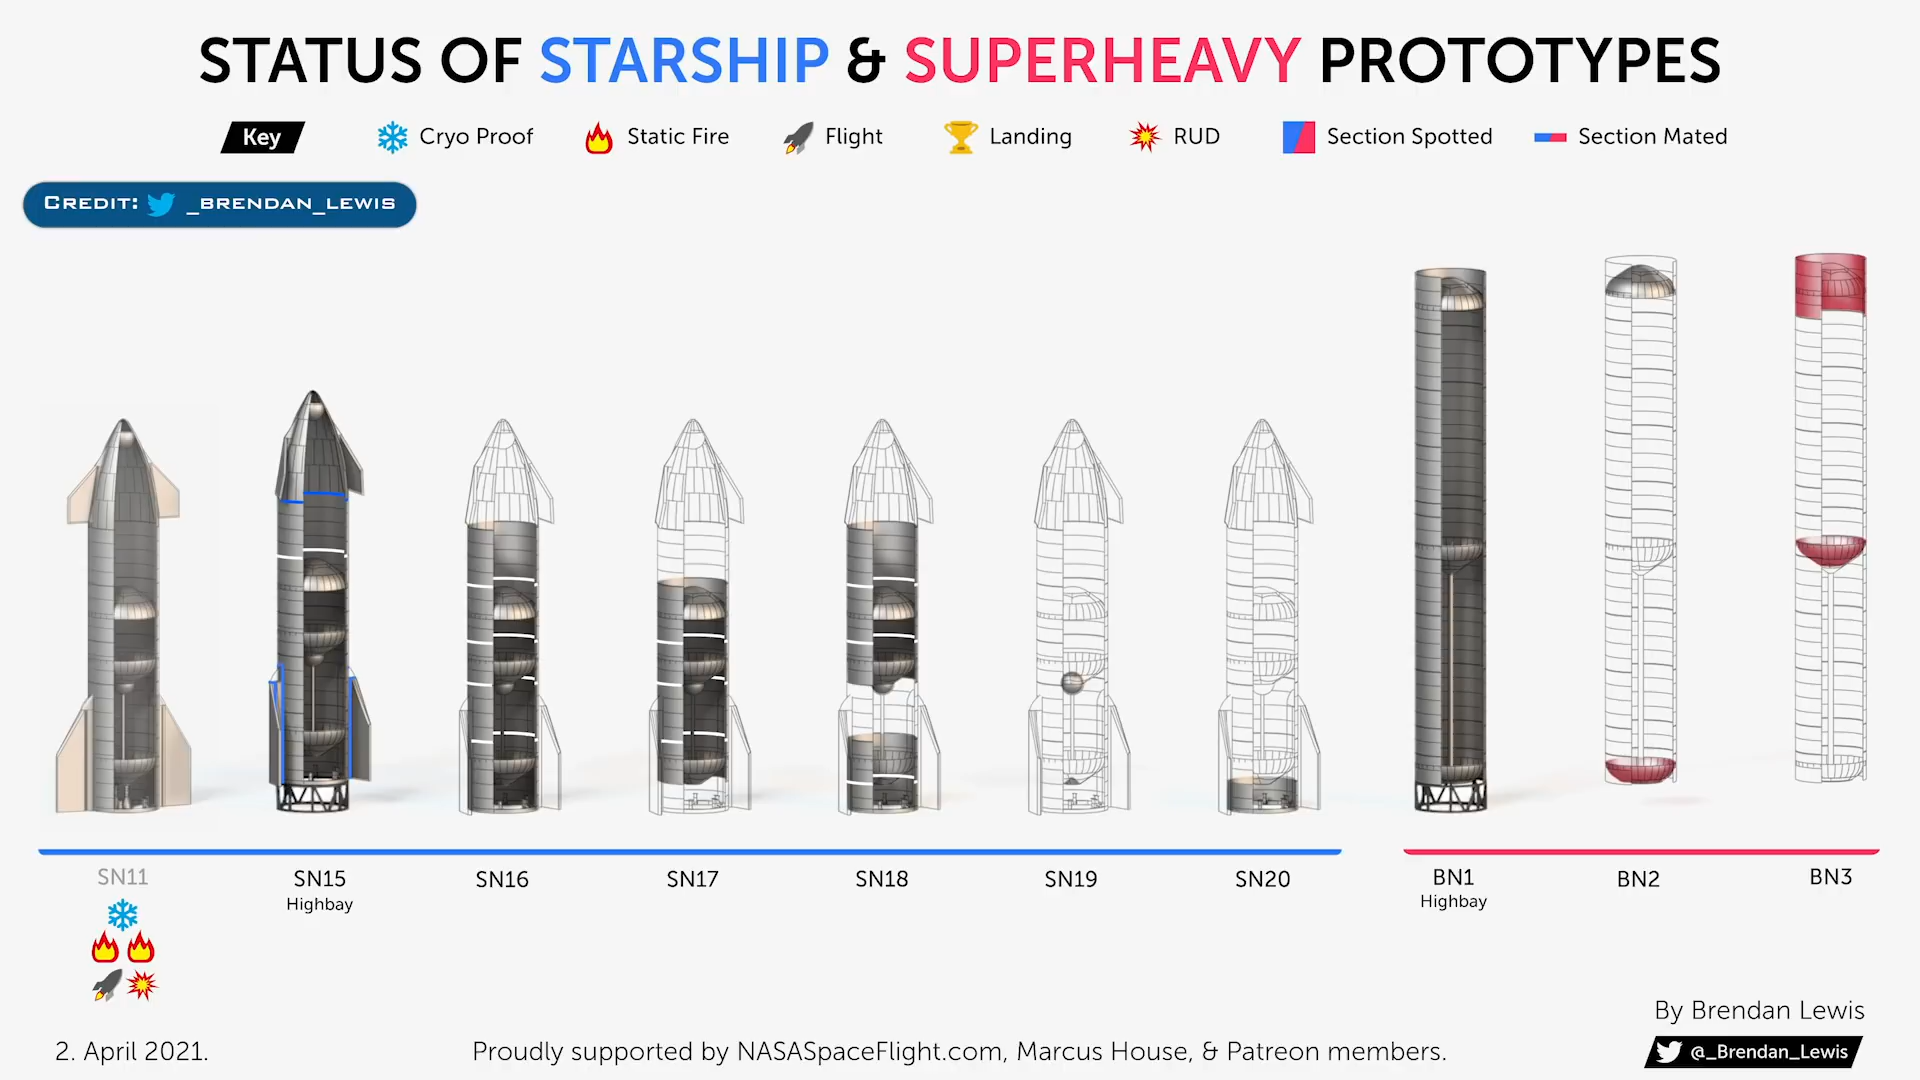 STATUS OF STARSHIP & SUPERHEAVY PROTOTYPES
Key Cryo Proof Static Fire Flight Landing RUD Section Spotted Section Mated
CREDIT: _BRENDAN_LEWIS
SN11 SN15 SN16 SN17 SN18 SN19 SN20 BN1 BN2 BN3
Highbay Highbay
By Brendan Lewis
2. April 2021. Proudly supported by NASASpaceFlight.com, Marcus House, & Patreon members. @_Brendan_Lewis